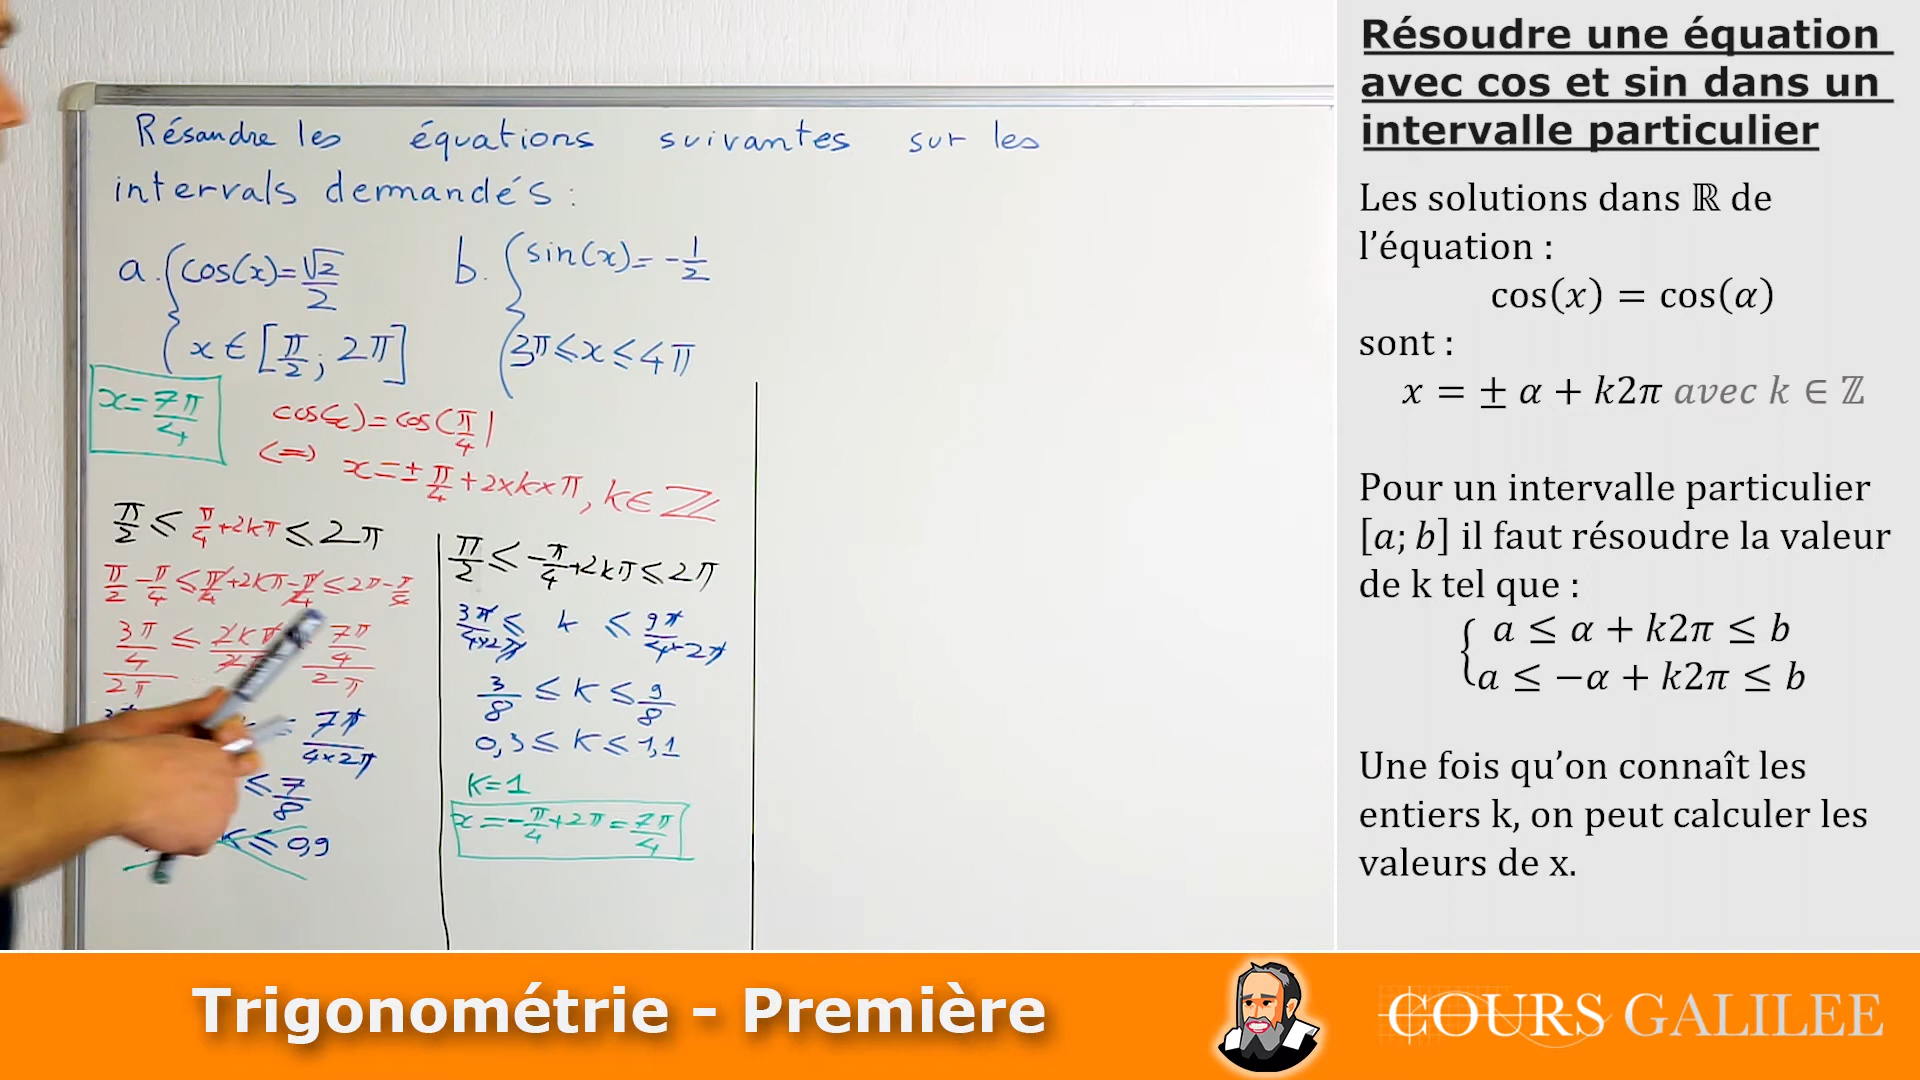 Résoudre les équations suivantes sur les
intervals demandés :
a. cos(x)=√2/2
x ∈ [π/2 ; 2π]
b. sin(x)=-1/2
3π ≤ x ≤ 4π
x=7π/4
cos(x)=cos(π/4)
(=) x=±π/4+2×k×π, k∈ℤ
π/2 ≤ π/4+2kπ ≤ 2π
π/2-π/4 ≤ π/4+2kπ-π/4 ≤ 2π-π/4
3π/4/2π ≤ 2kπ/2π 7π/4/2π
7π/4×2π
≤ 7/8
k ≤ 0,9
π/2 ≤ -π/4+2kπ ≤ 2π
3π/4×2π ≤ k ≤ 9π/4×2π
3/8 ≤ k ≤ 9/8
0,3 ≤ k ≤ 1,1
k=1
x=-π/4+2π=7π/4
Résoudre une équation
avec cos et sin dans un
intervalle particulier
Les solutions dans ℝ de
l’équation :
cos(x) = cos(α)
sont :
x = ± α + k2π avec k ∈ ℤ
Pour un intervalle particulier
[a; b] il faut résoudre la valeur
de k tel que :
a ≤ α + k2π ≤ b
a ≤ −α + k2π ≤ b
Une fois qu’on connaît les
entiers k, on peut calculer les
valeurs de x.
Trigonométrie - Première
COURS GALILEE